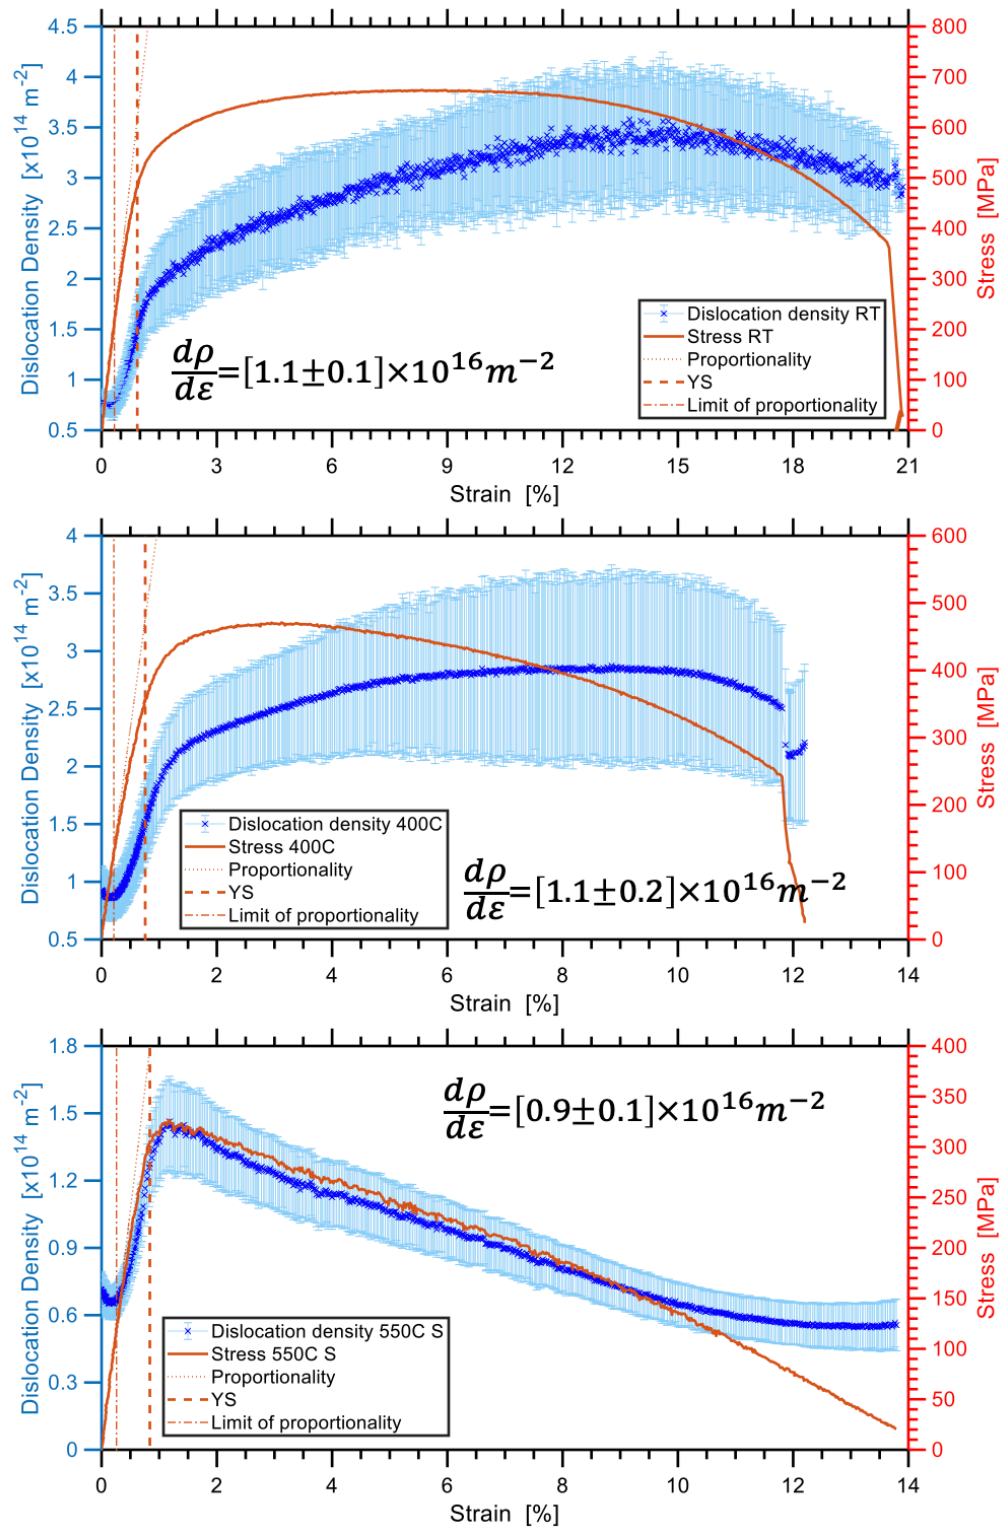 4.5
4
3.5
3
2.5
2
1.5
1
0.5
Dislocation Density [x10^14 m^-2]
800
700
600
500
400
300
200
100
0
Stress [MPa]
Dislocation density RT
Stress RT
Proportionality
YS
Limit of proportionality
dρ/dε=[1.1±0.1]×10^16 m^-2
0 3 6 9 12 15 18 21
Strain [%]
4
3.5
3
2.5
2
1.5
1
0.5
Dislocation Density [x10^14 m^-2]
600
500
400
300
200
100
0
Stress [MPa]
Dislocation density 400C
Stress 400C
Proportionality
YS
Limit of proportionality
dρ/dε=[1.1±0.2]×10^16 m^-2
0 2 4 6 8 10 12 14
Strain [%]
1.8
1.5
1.2
0.9
0.6
0.3
0
Dislocation Density [x10^14 m^-2]
400
350
300
250
200
150
100
50
0
Stress [MPa]
dρ/dε=[0.9±0.1]×10^16 m^-2
Dislocation density 550C S
Stress 550C S
Proportionality
YS
Limit of proportionality
0 2 4 6 8 10 12 14
Strain [%]